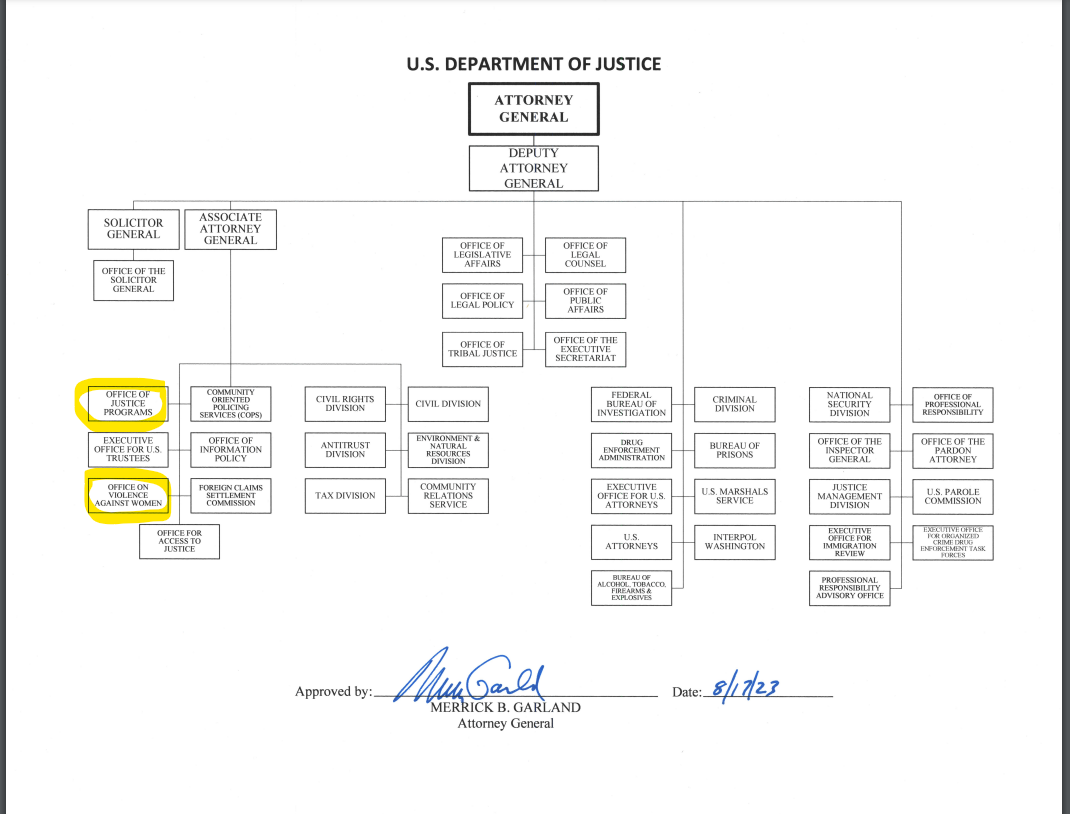 U.S. DEPARTMENT OF JUSTICE
ATTORNEY
GENERAL
DEPUTY
ATTORNEY
GENERAL
SOLICITOR
GENERAL
ASSOCIATE
ATTORNEY
GENERAL
OFFICE OF THE
SOLICITOR
GENERAL
OFFICE OF
LEGISLATIVE
AFFAIRS
OFFICE OF
LEGAL
COUNSEL
OFFICE OF
LEGAL POLICY
OFFICE OF
PUBLIC
AFFAIRS
OFFICE OF
TRIBAL JUSTICE
OFFICE OF THE
EXECUTIVE
SECRETARIAT
OFFICE OF
JUSTICE
PROGRAMS
COMMUNITY
ORIENTED
POLICING
SERVICES (COPS)
CIVIL RIGHTS
DIVISION
CIVIL DIVISION
FEDERAL
BUREAU OF
INVESTIGATION
CRIMINAL
DIVISION
NATIONAL
SECURITY
DIVISION
OFFICE OF
PROFESSIONAL
RESPONSIBILITY
EXECUTIVE
OFFICE FOR U.S.
TRUSTEES
OFFICE OF
INFORMATION
POLICY
ANTITRUST
DIVISION
ENVIRONMENT &
NATURAL
RESOURCES
DIVISION
DRUG
ENFORCEMENT
ADMINISTRATION
BUREAU OF
PRISONS
OFFICE OF THE
INSPECTOR
GENERAL
OFFICE OF THE
PARDON
ATTORNEY
OFFICE ON
VIOLENCE
AGAINST WOMEN
FOREIGN CLAIMS
SETTLEMENT
COMMISSION
TAX DIVISION
COMMUNITY
RELATIONS
SERVICE
EXECUTIVE
OFFICE FOR U.S.
ATTORNEYS
U.S. MARSHALS
SERVICE
JUSTICE
MANAGEMENT
DIVISION
U.S. PAROLE
COMMISSION
OFFICE FOR
ACCESS TO
JUSTICE
U.S.
ATTORNEYS
INTERPOL
WASHINGTON
EXECUTIVE
OFFICE FOR
IMMIGRATION
REVIEW
EXECUTIVE OFFICE
FOR ORGANIZED
CRIME DRUG
ENFORCEMENT TASK
FORCES
BUREAU OF
ALCOHOL, TOBACCO,
FIREARMS &
EXPLOSIVES
PROFESSIONAL
RESPONSIBILITY
ADVISORY OFFICE
Approved by:
Date: 8/17/23
MERRICK B. GARLAND
Attorney General